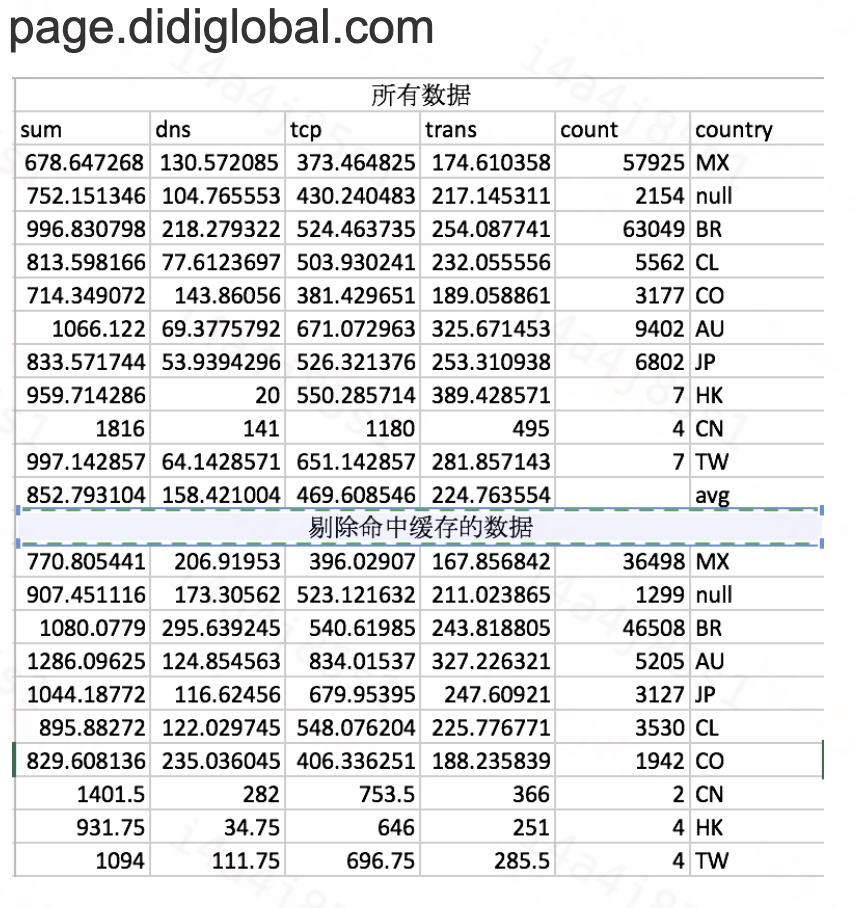 page.didiglobal.com
所有数据
sum dns tcp trans count country
678.647268 130.572085 373.464825 174.610358 57925 MX
752.151346 104.765553 430.240483 217.145311 2154 null
996.830798 218.279322 524.463735 254.087741 63049 BR
813.598166 77.6123697 503.930241 232.055556 5562 CL
714.349072 143.86056 381.429651 189.058861 3177 CO
1066.122 69.3775792 671.072963 325.671453 9402 AU
833.571744 53.9394296 526.321376 253.310938 6802 JP
959.714286 20 550.285714 389.428571 7 HK
1816 141 1180 495 4 CN
997.142857 64.1428571 651.142857 281.857143 7 TW
852.793104 158.421004 469.608546 224.763554 avg
剔除命中缓存的数据
770.805441 206.91953 396.02907 167.856842 36498 MX
907.451116 173.30562 523.121632 211.023865 1299 null
1080.0779 295.639245 540.61985 243.818805 46508 BR
1286.09625 124.854563 834.01537 327.226321 5205 AU
1044.18772 116.62456 679.95395 247.60921 3127 JP
895.88272 122.029745 548.076204 225.776771 3530 CL
829.608136 235.036045 406.336251 188.235839 1942 CO
1401.5 282 753.5 366 2 CN
931.75 34.75 646 251 4 HK
1094 111.75 696.75 285.5 4 TW